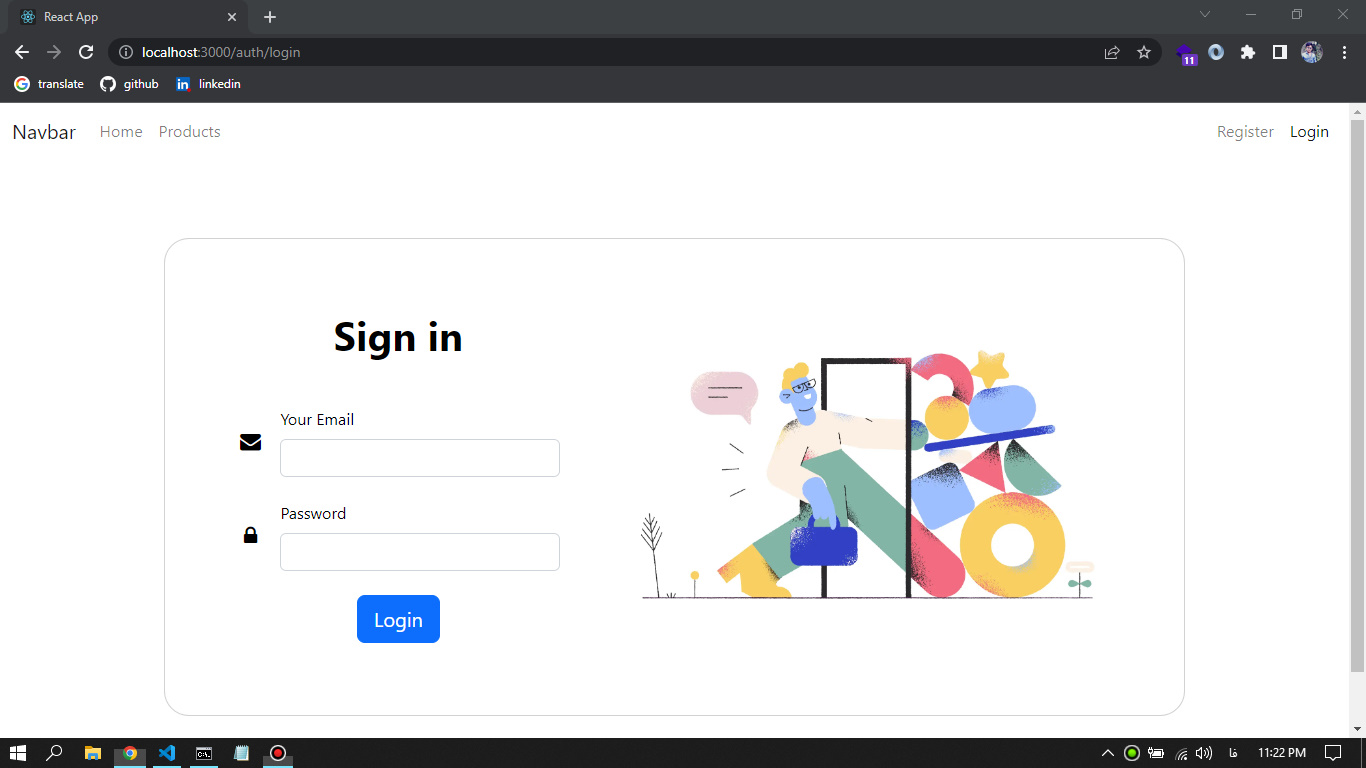 React App
localhost:3000/auth/login
11
translate github linkedin
Navbar Home Products Register Login
Sign in
Your Email
Password
Login
فا 11:22 PM